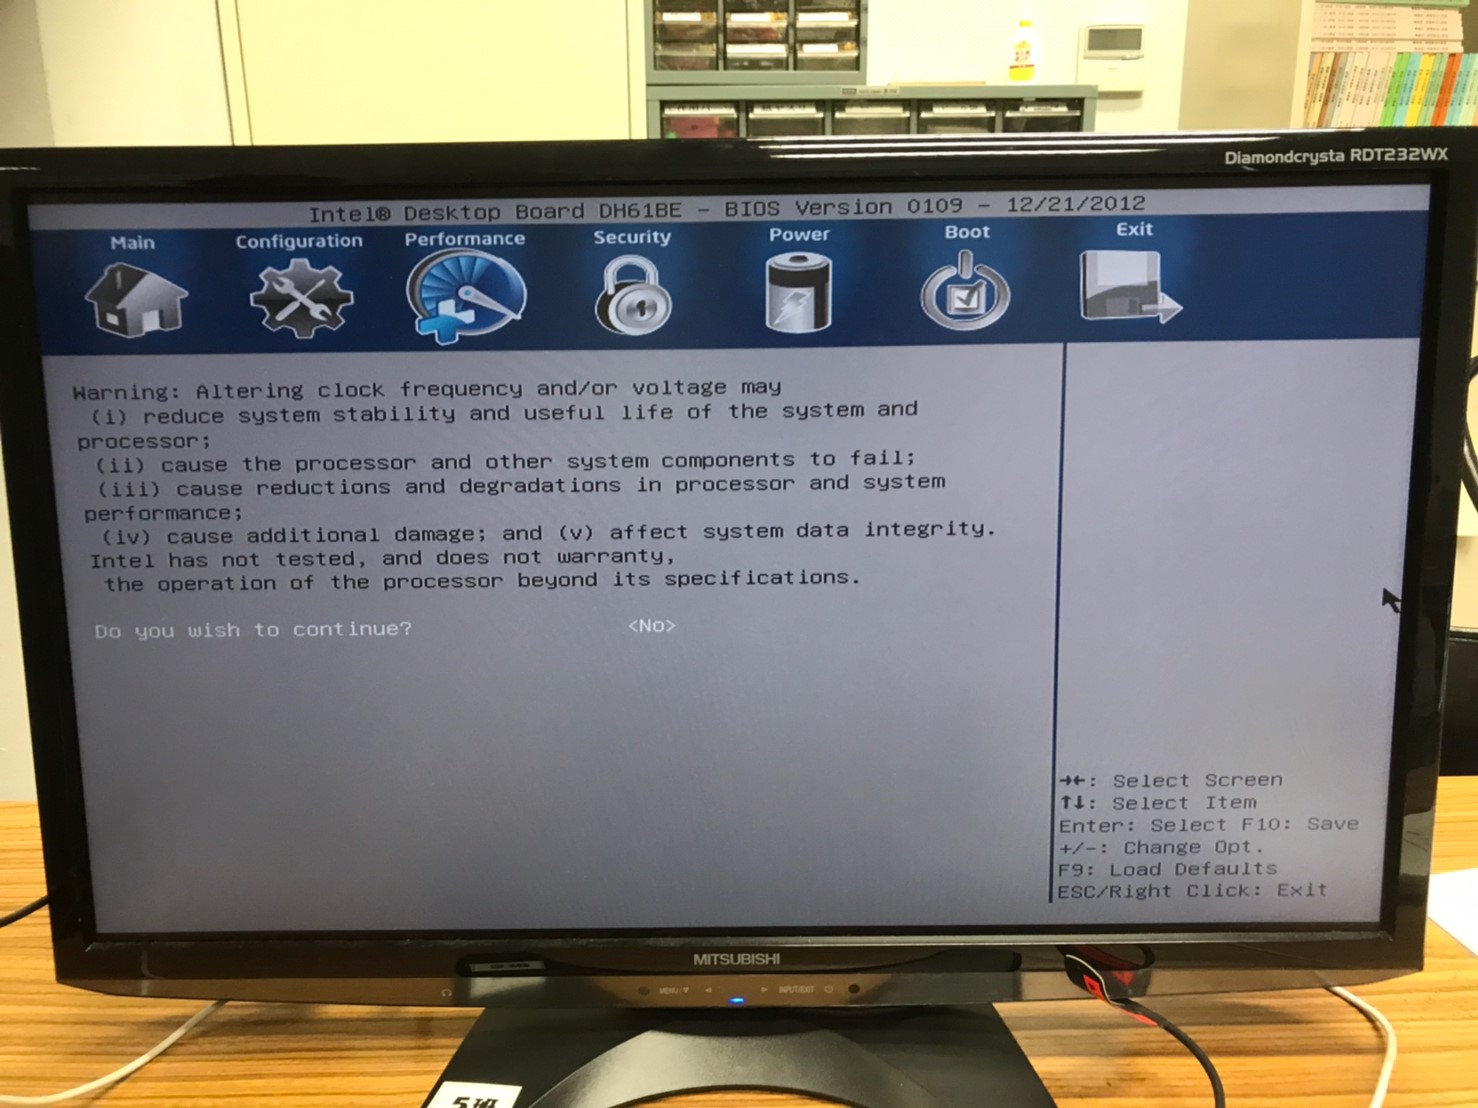 Diamondcrysta RDT232WX
Intel® Desktop Board DH61BE - BIOS Version 0109 - 12/21/2012
Main Configuration Performance Security Power Boot Exit
Warning: Altering clock frequency and/or voltage may
(i) reduce system stability and useful life of the system and
processor;
(ii) cause the processor and other system components to fail;
(iii) cause reductions and degradations in processor and system
performance;
(iv) cause additional damage; and (v) affect system data integrity.
Intel has not tested, and does not warranty,
the operation of the processor beyond its specifications.
Do you wish to continue? <No>
→←: Select Screen
↑↓: Select Item
Enter: Select F10: Save
+/-: Change Opt.
F9: Load Defaults
ESC/Right Click: Exit
MITSUBISHI
MENU/▼ INPUT/EXIT
5班